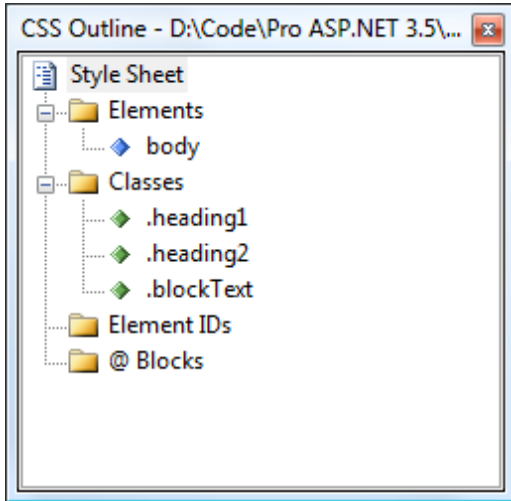 CSS Outline - D:\Code\Pro ASP.NET 3.5\...
Style Sheet
Elements
body
Classes
.heading1
.heading2
.blockText
Element IDs
@ Blocks